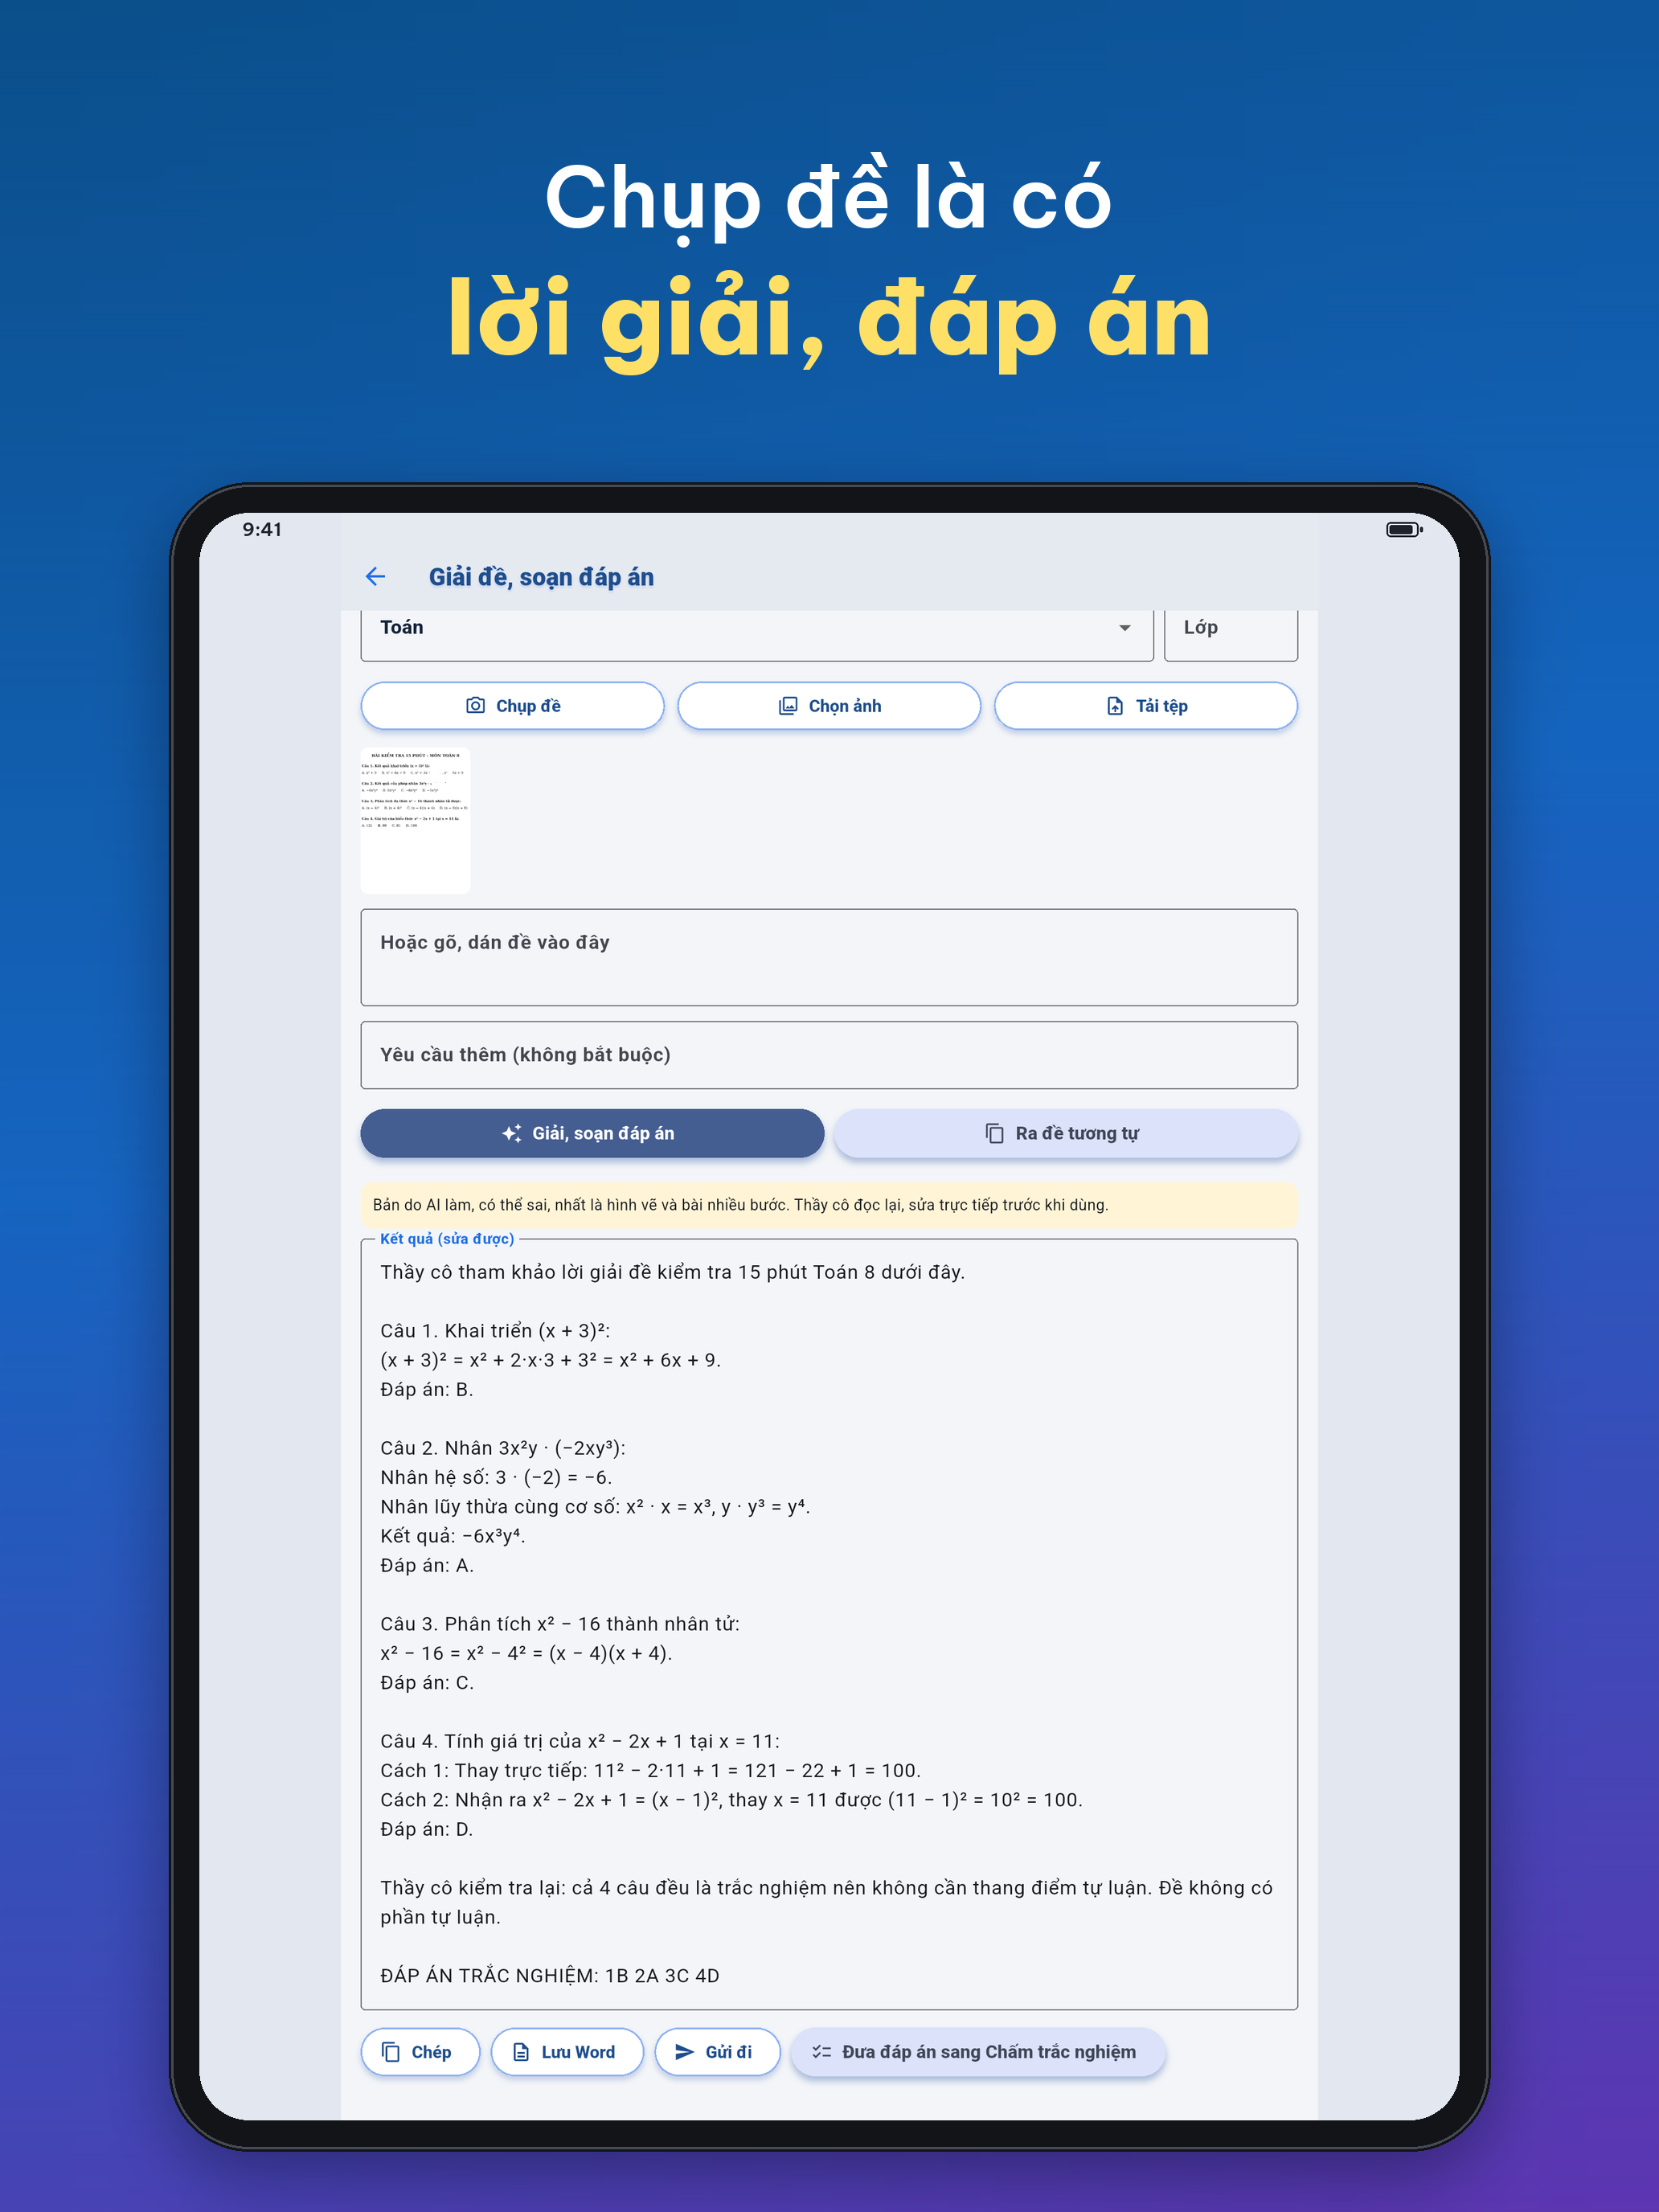 Chụp đề là có
lời giải, đáp án
9:41
Giải đề, soạn đáp án
Toán
Lớp
Chụp đề
Chọn ảnh
Tải tệp
BÀI KIỂM TRA 15 PHÚT - MÔN TOÁN 8
Hoặc gõ, dán đề vào đây
Yêu cầu thêm (không bắt buộc)
Giải, soạn đáp án
Ra đề tương tự
Bản do AI làm, có thể sai, nhất là hình vẽ và bài nhiều bước. Thầy cô đọc lại, sửa trực tiếp trước khi dùng.
Kết quả (sửa được)
Thầy cô tham khảo lời giải đề kiểm tra 15 phút Toán 8 dưới đây.
Câu 1. Khai triển (x + 3)²:
(x + 3)² = x² + 2·x·3 + 3² = x² + 6x + 9.
Đáp án: B.
Câu 2. Nhân 3x²y · (−2xy³):
Nhân hệ số: 3 · (−2) = −6.
Nhân lũy thừa cùng cơ số: x² · x = x³, y · y³ = y⁴.
Kết quả: −6x³y⁴.
Đáp án: A.
Câu 3. Phân tích x² − 16 thành nhân tử:
x² − 16 = x² − 4² = (x − 4)(x + 4).
Đáp án: C.
Câu 4. Tính giá trị của x² − 2x + 1 tại x = 11:
Cách 1: Thay trực tiếp: 11² − 2·11 + 1 = 121 − 22 + 1 = 100.
Cách 2: Nhận ra x² − 2x + 1 = (x − 1)², thay x = 11 được (11 − 1)² = 10² = 100.
Đáp án: D.
Thầy cô kiểm tra lại: cả 4 câu đều là trắc nghiệm nên không cần thang điểm tự luận. Đề không có
phần tự luận.
ĐÁP ÁN TRẮC NGHIỆM: 1B 2A 3C 4D
Chép
Lưu Word
Gửi đi
Đưa đáp án sang Chấm trắc nghiệm